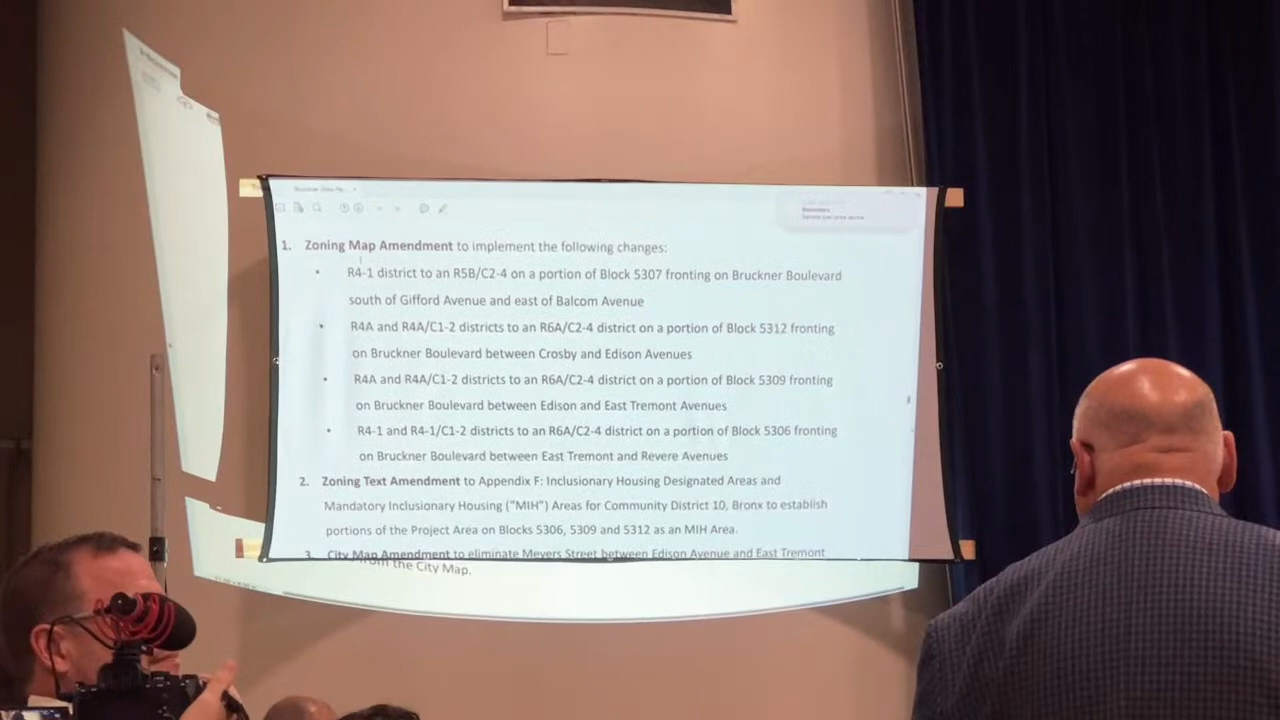 1. Zoning Map Amendment to implement the following changes:
• R4-1 district to an R5B/C2-4 on a portion of Block 5307 fronting on Bruckner Boulevard
south of Gifford Avenue and east of Balcom Avenue
• R4A and R4A/C1-2 districts to an R6A/C2-4 district on a portion of Block 5312 fronting
on Bruckner Boulevard between Crosby and Edison Avenues
• R4A and R4A/C1-2 districts to an R6A/C2-4 district on a portion of Block 5309 fronting
on Bruckner Boulevard between Edison and East Tremont Avenues
• R4-1 and R4-1/C1-2 districts to an R6A/C2-4 district on a portion of Block 5306 fronting
on Bruckner Boulevard between East Tremont and Revere Avenues
2. Zoning Text Amendment to Appendix F: Inclusionary Housing Designated Areas and
Mandatory Inclusionary Housing ("MIH") Areas for Community District 10, Bronx to establish
portions of the Project Area on Blocks 5306, 5309 and 5312 as an MIH Area.
3. City Map Amendment to eliminate Meyers Street between Edison Avenue and East Tremont
from the City Map.